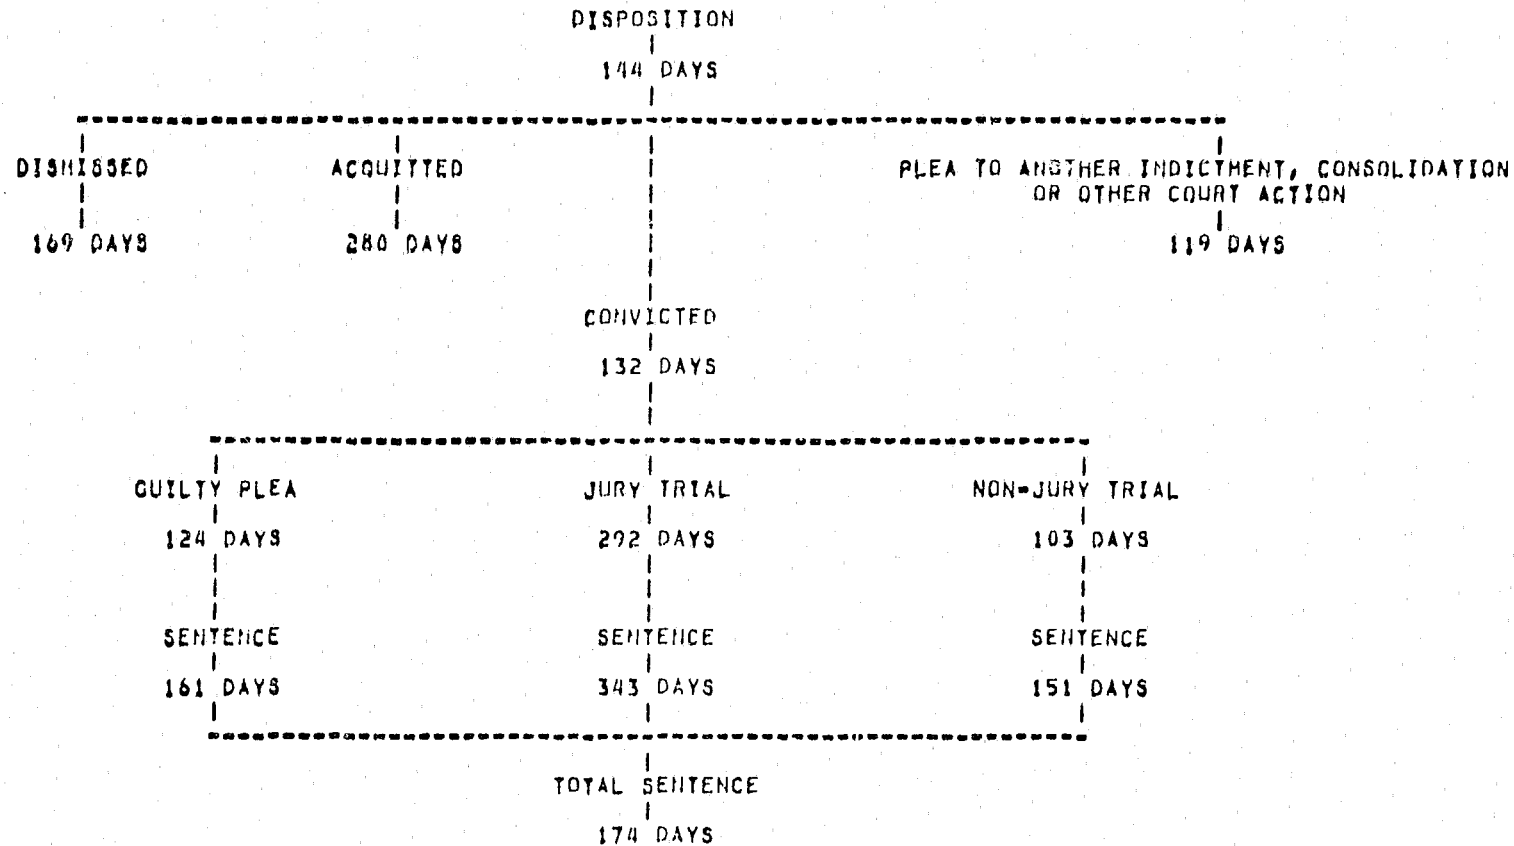 DISPOSITION
144 DAYS
DISMISSED
ACQUITTED
PLEA TO ANOTHER INDICTMENT, CONSOLIDATION
OR OTHER COURT ACTION
169 DAYS
280 DAYS
119 DAYS
CONVICTED
132 DAYS
GUILTY PLEA
JURY TRIAL
NON-JURY TRIAL
124 DAYS
292 DAYS
103 DAYS
SENTENCE
SENTENCE
SENTENCE
161 DAYS
343 DAYS
151 DAYS
TOTAL SENTENCE
174 DAYS